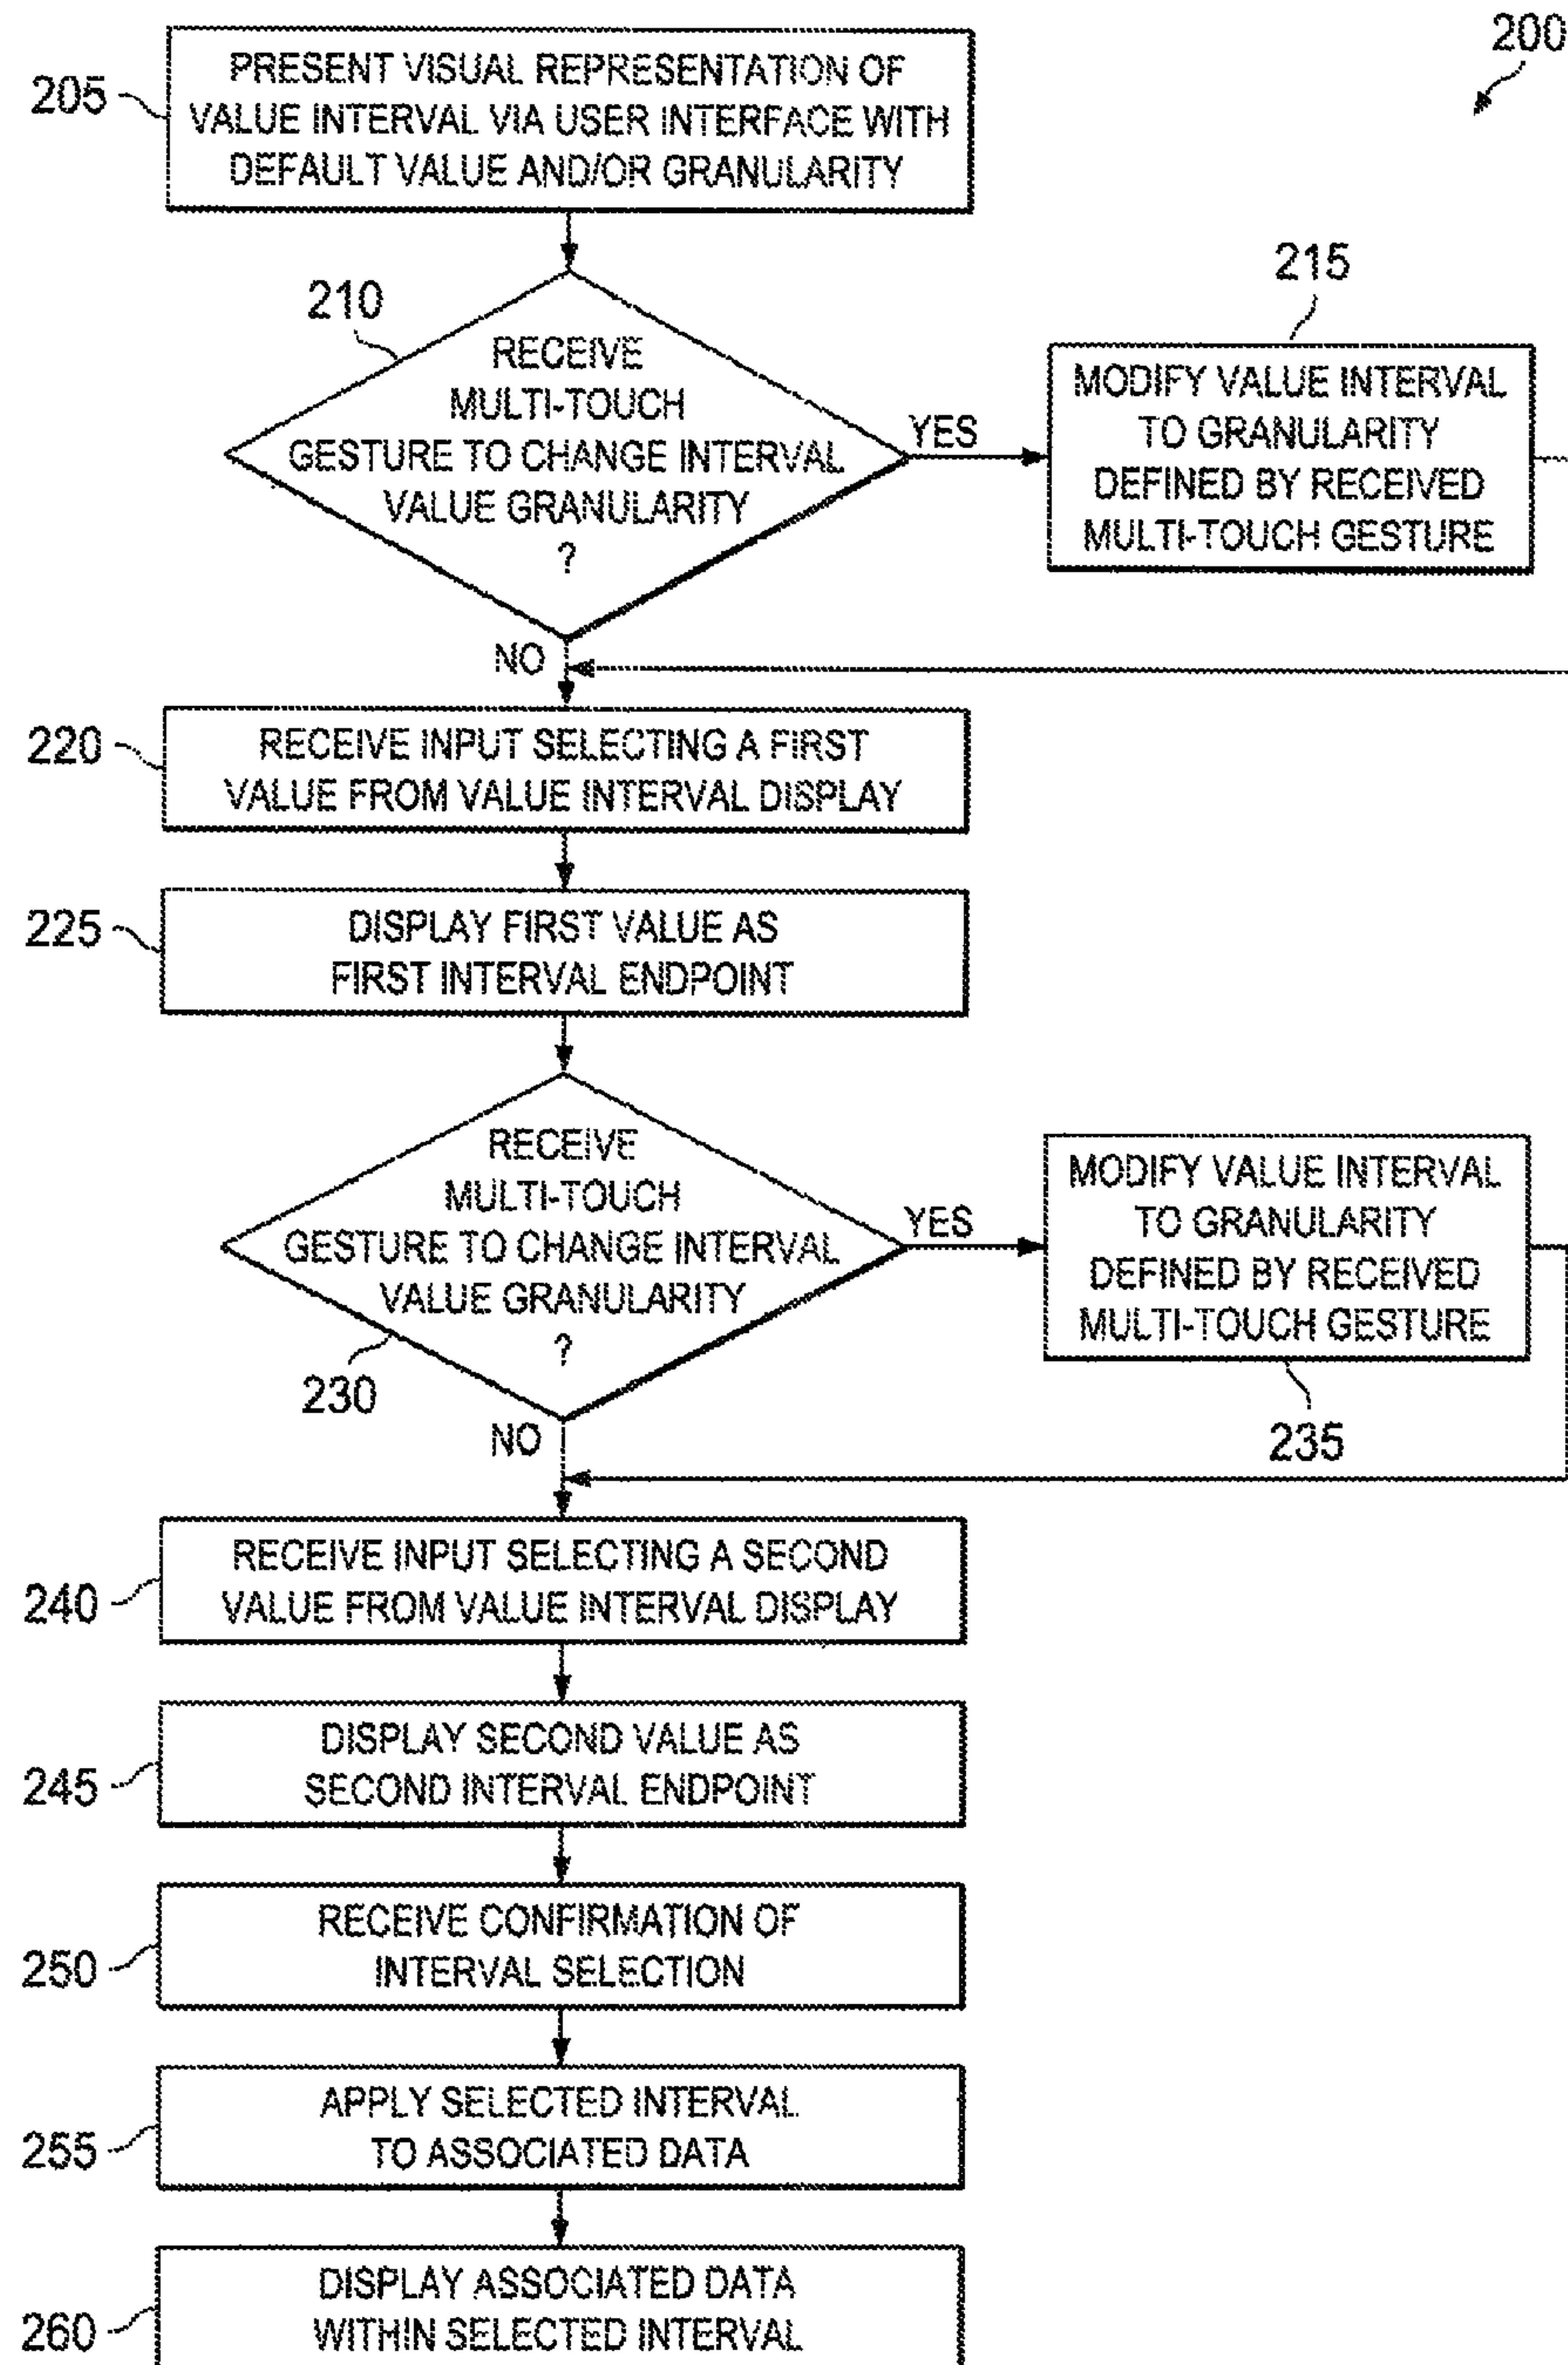 200
205
PRESENT VISUAL REPRESENTATION OF
VALUE INTERVAL VIA USER INTERFACE WITH
DEFAULT VALUE AND/OR GRANULARITY
210
RECEIVE
MULTI-TOUCH
GESTURE TO CHANGE INTERVAL
VALUE GRANULARITY
?
YES
215
MODIFY VALUE INTERVAL
TO GRANULARITY
DEFINED BY RECEIVED
MULTI-TOUCH GESTURE
NO
220
RECEIVE INPUT SELECTING A FIRST
VALUE FROM VALUE INTERVAL DISPLAY
225
DISPLAY FIRST VALUE AS
FIRST INTERVAL ENDPOINT
RECEIVE
MULTI-TOUCH
GESTURE TO CHANGE INTERVAL
VALUE GRANULARITY
?
230
YES
MODIFY VALUE INTERVAL
TO GRANULARITY
DEFINED BY RECEIVED
MULTI-TOUCH GESTURE
235
NO
240
RECEIVE INPUT SELECTING A SECOND
VALUE FROM VALUE INTERVAL DISPLAY
245
DISPLAY SECOND VALUE AS
SECOND INTERVAL ENDPOINT
250
RECEIVE CONFIRMATION OF
INTERVAL SELECTION
255
APPLY SELECTED INTERVAL
TO ASSOCIATED DATA
260
DISPLAY ASSOCIATED DATA
WITHIN SELECTED INTERVAL